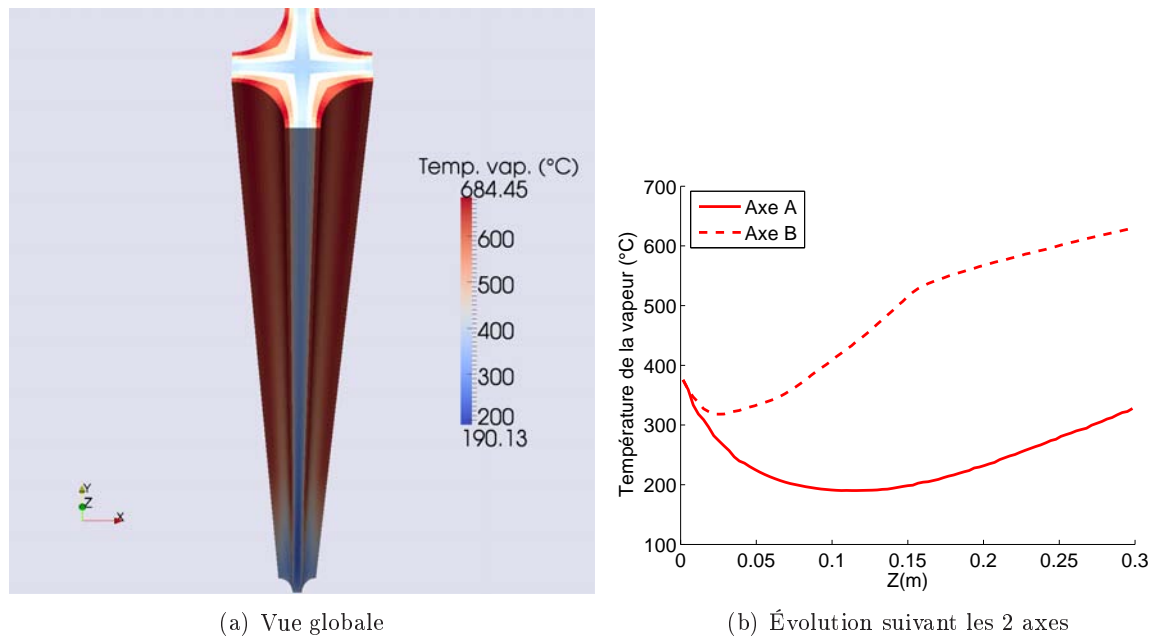 Temp. vap. (°C)
684.45
600
500
400
300
200
190.13
Y
Z
X
(a) Vue globale
700
600
500
400
300
200
100
Température de la vapeur (°C)
Axe A
Axe B
0
0.05
0.1
0.15
0.2
0.25
0.3
Z(m)
(b) Évolution suivant les 2 axes